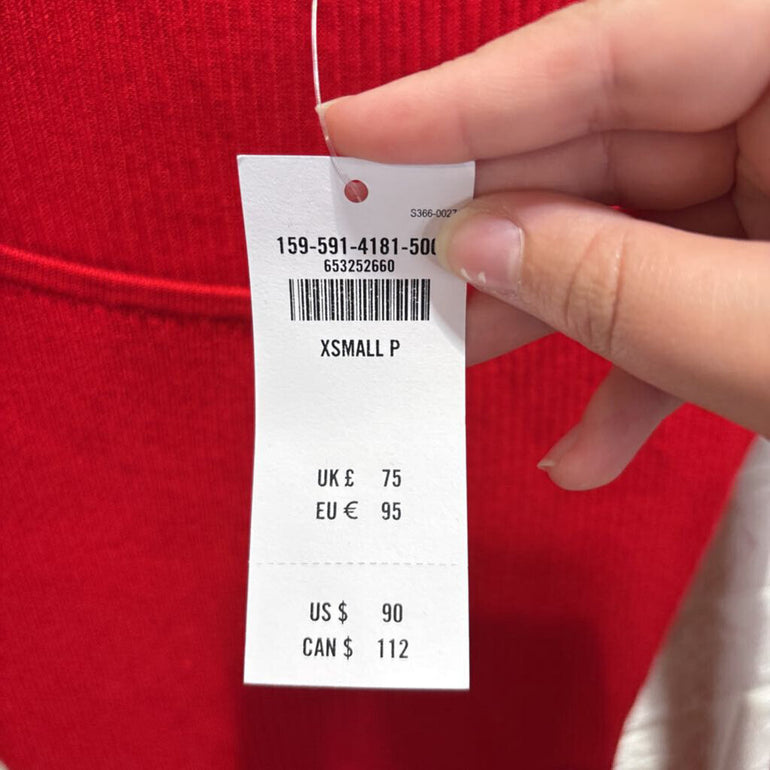 S366-0027
159-591-4181-500
653252660
XSMALL P
UK £ 75
EU € 95
US $ 90
CAN $ 112